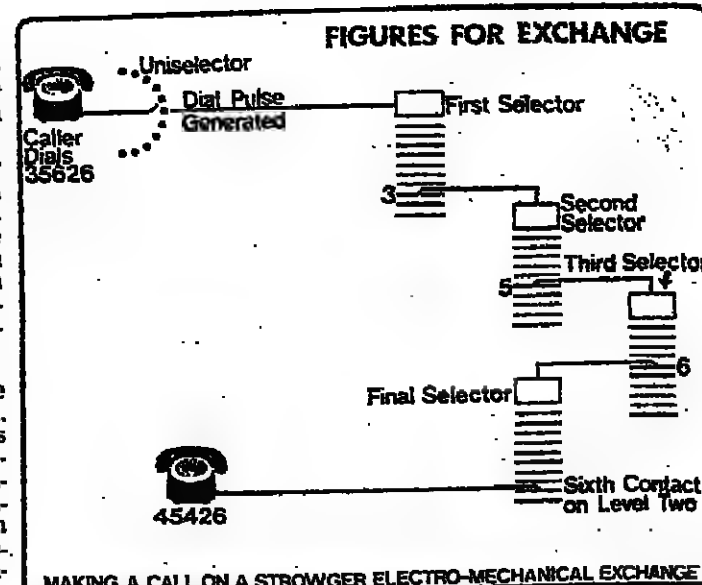 FIGURES FOR EXCHANGE
Uniselector
Dial Pulse
Generated
First Selector
Caller
Dials
35626
3
Second
Selector
Third Selector
5
6
Final Selector
Sixth Contact
on Level Two
45426
MAKING A CALL ON A STROWGER ELECTRO-MECHANICAL EXCHANGE